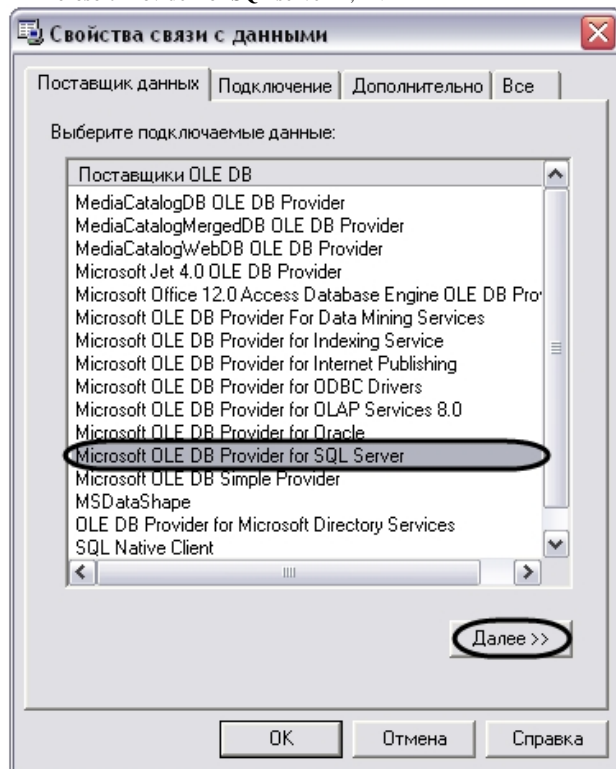 Свойства связи с данными
Поставщик данных
Подключение
Дополнительно
Все
Выберите подключаемые данные:
Поставщики OLE DB
MediaCatalogDB OLE DB Provider
MediaCatalogMergedDB OLE DB Provider
MediaCatalogWebDB OLE DB Provider
Microsoft Jet 4.0 OLE DB Provider
Microsoft Office 12.0 Access Database Engine OLE DB Pro
Microsoft OLE DB Provider For Data Mining Services
Microsoft OLE DB Provider for Indexing Service
Microsoft OLE DB Provider for Internet Publishing
Microsoft OLE DB Provider for ODBC Drivers
Microsoft OLE DB Provider for OLAP Services 8.0
Microsoft OLE DB Provider for Oracle
Microsoft OLE DB Provider for SQL Server
Microsoft OLE DB Simple Provider
MSDataShape
OLE DB Provider for Microsoft Directory Services
SQL Native Client
Далее >>
OK
Отмена
Справка